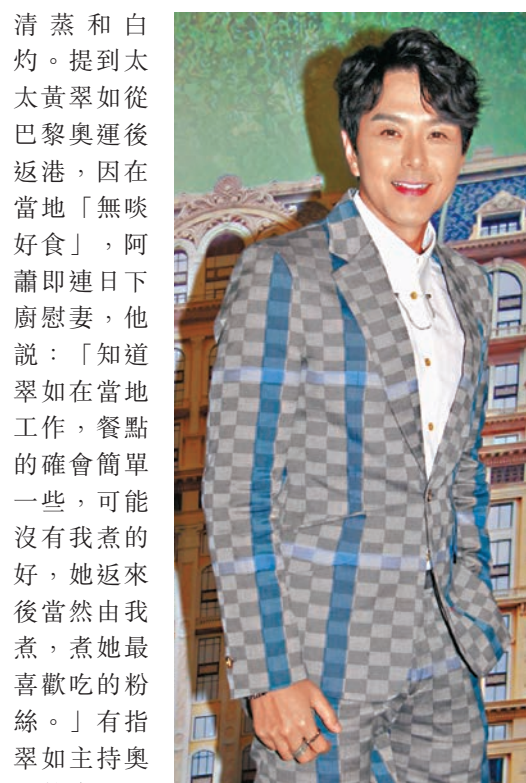 清蒸和白
灼。提到太
太黃翠如從
巴黎奧運後
返港，因在
當地「無啖
好食」，阿
蕭即連日下
廚慰妻，他
說：「知道
翠如在當地
工作，餐點
的確會簡單
一些，可能
沒有我煮的
好，她返來
後當然由我
煮，煮她最
喜歡吃的粉
絲。」有指
翠如主持奧